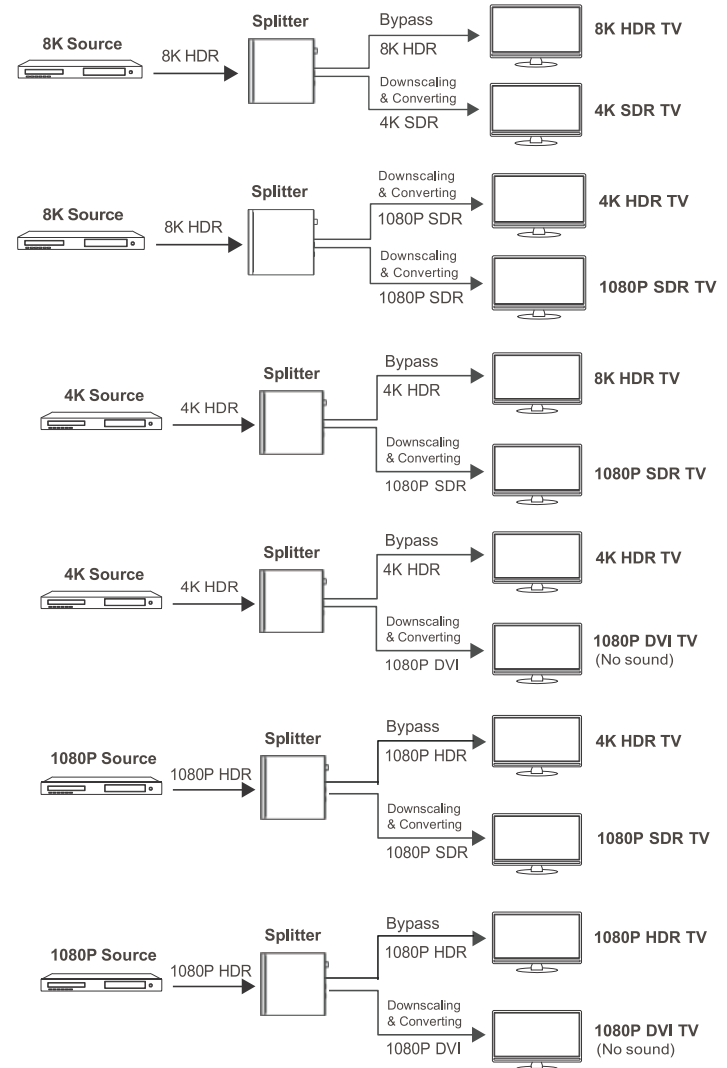 Splitter
Bypass
8K HDR TV
8K Source
8K HDR
8K HDR
Downscaling
& Converting
4K SDR
4K SDR TV
Downscaling
& Converting
1080P SDR
4K HDR TV
Splitter
8K Source
8K HDR
Downscaling
& Converting
1080P SDR
1080P SDR TV
Bypass
4K HDR
8K HDR TV
Splitter
4K Source
4K HDR
Downscaling
& Converting
1080P SDR
1080P SDR TV
Bypass
4K HDR
4K HDR TV
Splitter
4K Source
4K HDR
Downscaling
& Converting
1080P DVI
1080P DVI TV
(No sound)
Bypass
1080P HDR
4K HDR TV
Splitter
1080P Source
1080P HDR
Downscaling
& Converting
1080P SDR
1080P SDR TV
Bypass
1080P HDR
1080P HDR TV
Splitter
1080P Source
1080P HDR
Downscaling
& Converting
1080P DVI
1080P DVI TV
(No sound)